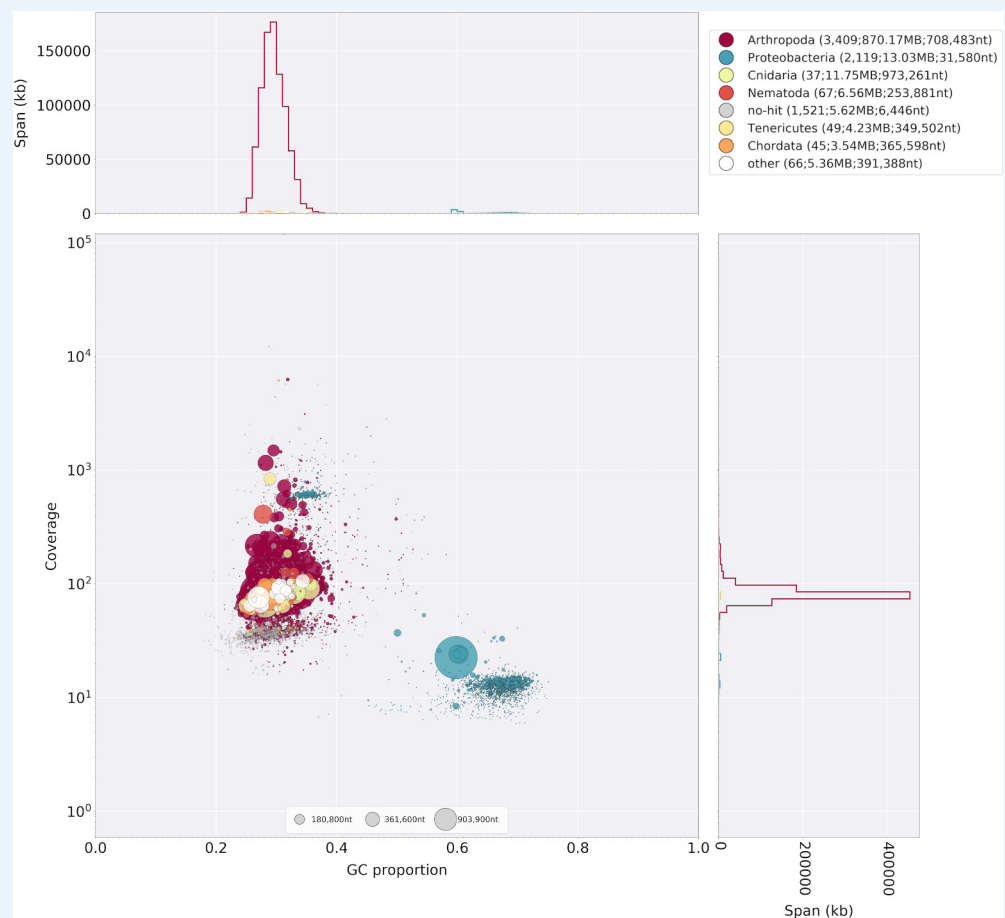 Span (kb)
150000
100000
50000
0
Arthropoda (3,409;870.17MB;708,483nt)
Proteobacteria (2,119;13.03MB;31,580nt)
Cnidaria (37;11.75MB;973,261nt)
Nematoda (67;6.56MB;253,881nt)
no-hit (1,521;5.62MB;6,446nt)
Tenericutes (49;4.23MB;349,502nt)
Chordata (45;3.54MB;365,598nt)
other (66;5.36MB;391,388nt)
Coverage
10⁵
10⁴
10³
10²
10¹
10⁰
180,800nt 361,600nt 903,900nt
0.0 0.2 0.4 0.6 0.8 1.0
GC proportion
0 200000 400000
Span (kb)